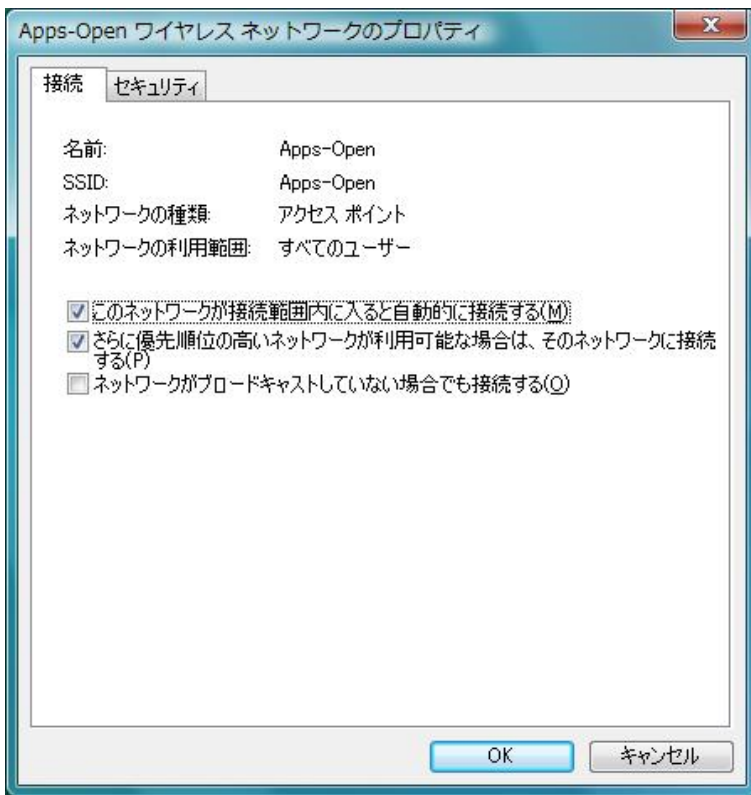 Apps-Open ワイヤレス ネットワークのプロパティ
接続 セキュリティ
名前: Apps-Open
SSID: Apps-Open
ネットワークの種類: アクセス ポイント
ネットワークの利用範囲: すべてのユーザー
このネットワークが接続範囲内に入ると自動的に接続する(M)
さらに優先順位の高いネットワークが利用可能な場合は、そのネットワークに接続
する(P)
ネットワークがブロードキャストしていない場合でも接続する(O)
OK キャンセル